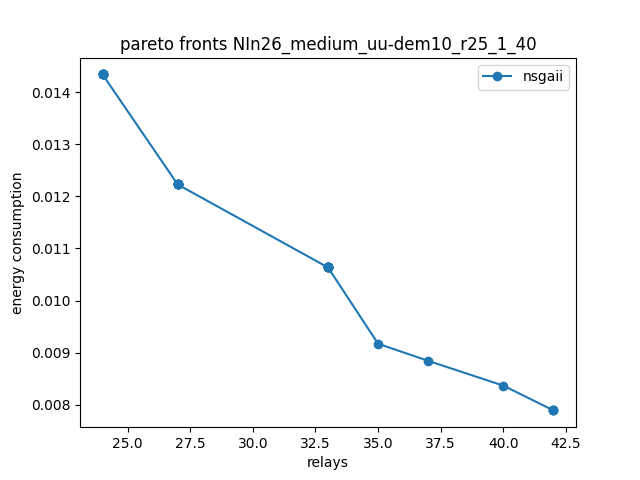 pareto fronts NIn26_medium_uu-dem10_r25_1_40
nsgaii
0.014
0.013
0.012
0.011
0.010
0.009
0.008
energy consumption
25.0 27.5 30.0 32.5 35.0 37.5 40.0 42.5
relays